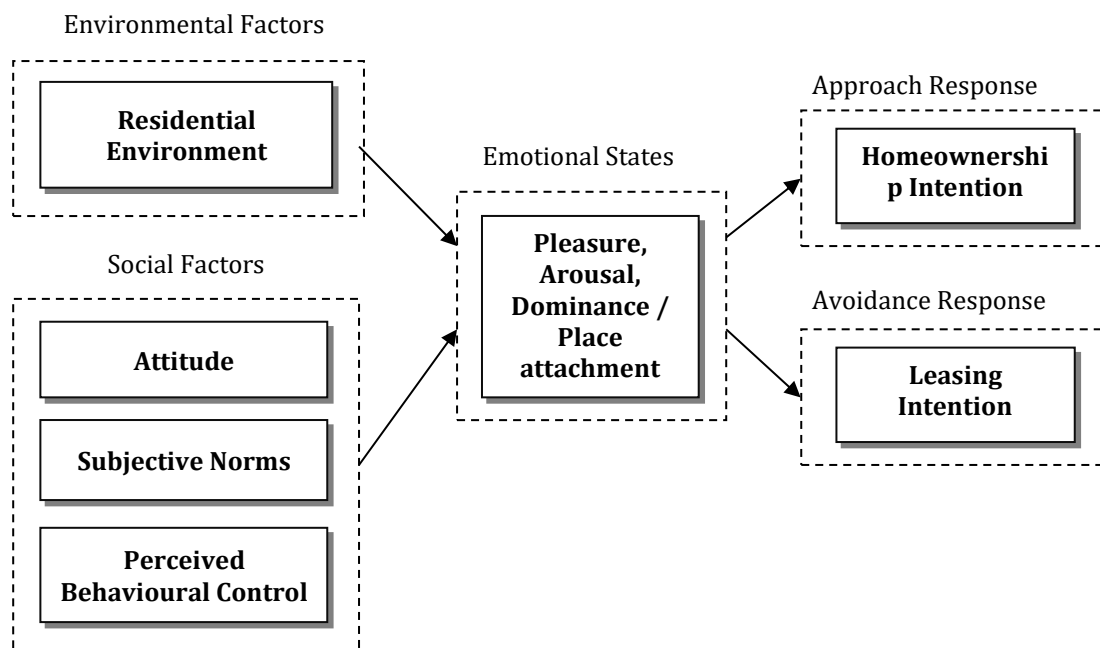 Environmental Factors
Residential
Environment
Social Factors
Attitude
Subjective Norms
Perceived
Behavioural Control
Emotional States
Pleasure,
Arousal,
Dominance /
Place
attachment
Approach Response
Homeownershi
p Intention
Avoidance Response
Leasing
Intention